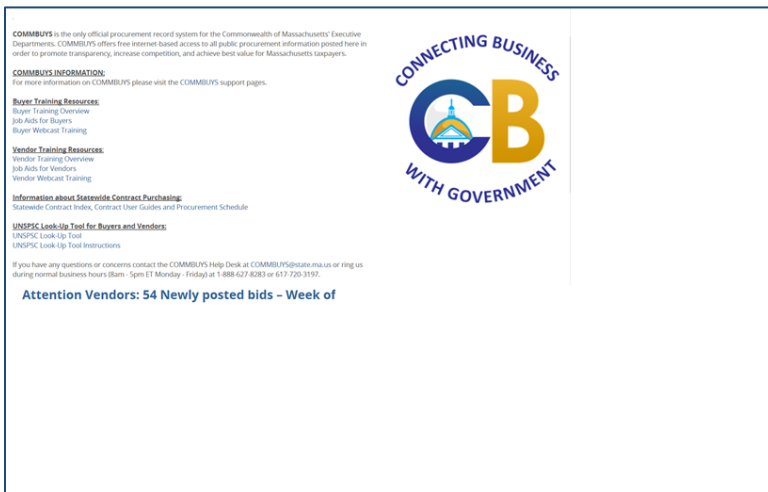 COMMBUYS is the only official procurement record system for the Commonwealth of Massachusetts' Executive
Departments. COMMBUYS offers free internet-based access to all public procurement information posted here in
order to promote transparency, increase competition, and achieve best value for Massachusetts taxpayers.
COMMBUYS INFORMATION:
For more information on COMMBUYS please visit the COMMBUYS support pages.
Buyer Training Resources:
Buyer Training Overview
Job Aids for Buyers
Buyer Webcast Training
Vendor Training Resources:
Vendor Training Overview
Job Aids for Vendors
Vendor Webcast Training
Information about Statewide Contract Purchasing:
Statewide Contract Index, Contract User Guides and Procurement Schedule
UNSPSC Look-Up Tool for Buyers and Vendors:
UNSPSC Look-Up Tool
UNSPSC Look-Up Tool Instructions
If you have any questions or concerns contact the COMMBUYS Help Desk at COMMBUYS@state.ma.us or ring us
during normal business hours (8am - 5pm ET Monday - Friday) at 1-888-627-8283 or 617-720-3197.
Attention Vendors: 54 Newly posted bids – Week of
CONNECTING BUSINESS
CB
WITH GOVERNMENT